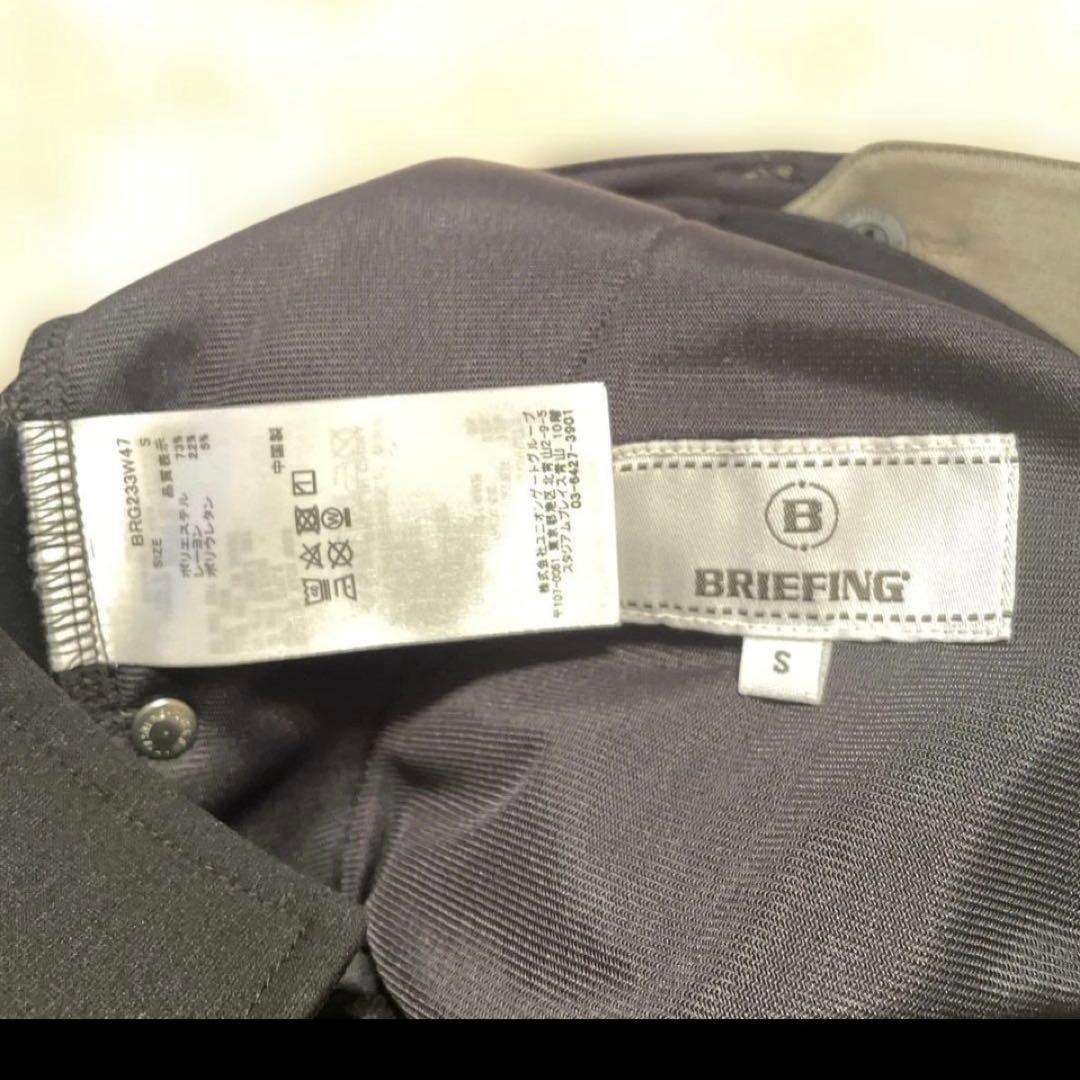 BRG233W47
SIZE S
品質表示
ポリエステル 73%
レーヨン 22%
ポリウレタン 5%
中国製
40
W
株式会社ユニオンゲートグループ
〒107-0061 東京都港区北青山2-9-5
スタジアムプレイス青山 10階
03-6427-3901
B
BRIEFING
S